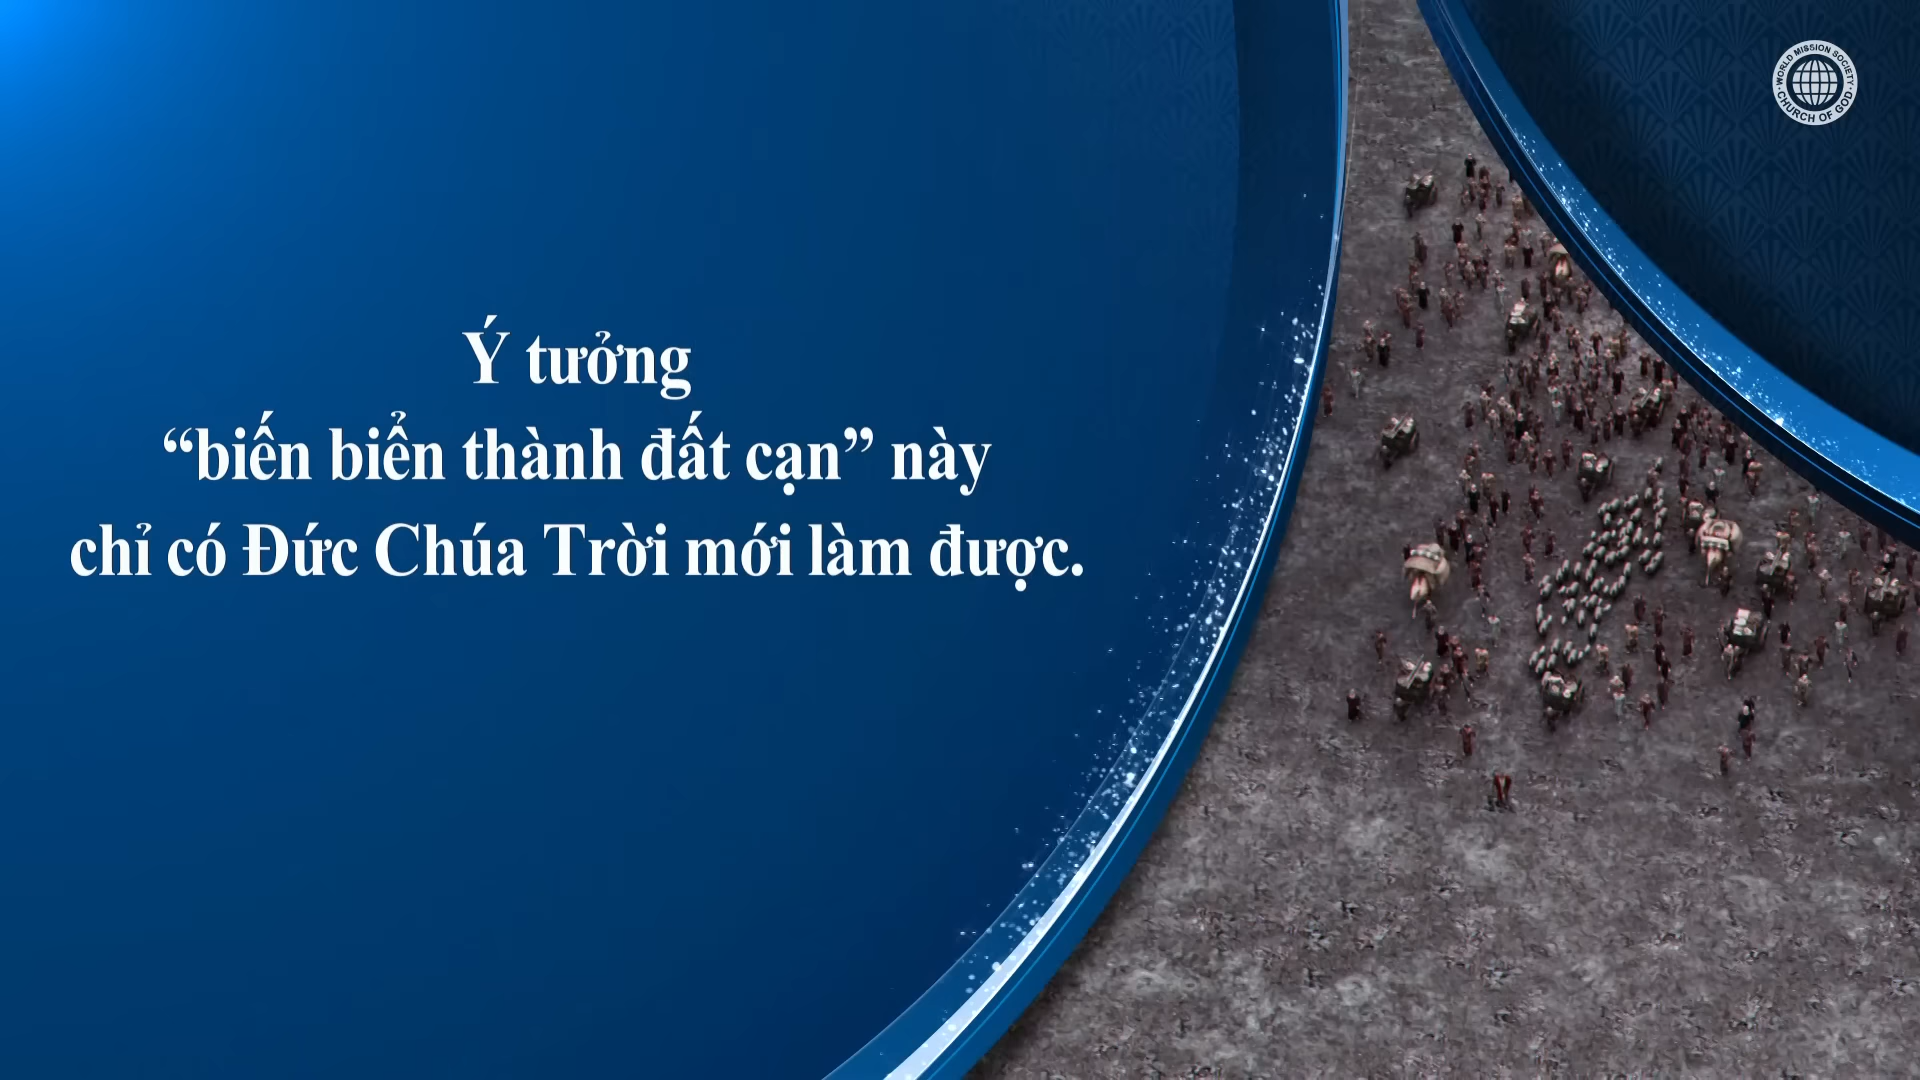 Ý tưởng
“biến biển thành đất cạn” này
chỉ có Đức Chúa Trời mới làm được.
WORLD MISSION SOCIETY
CHURCH OF GOD